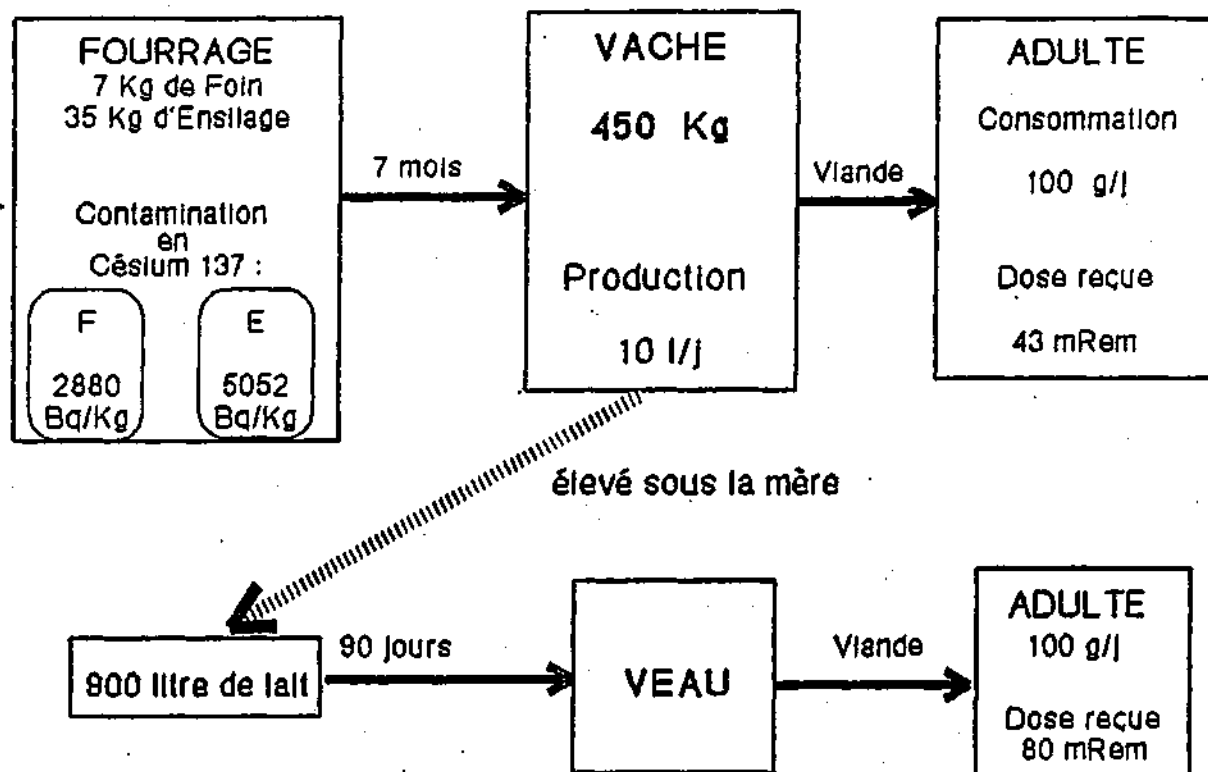 FOURRAGE
7 Kg de Foin
35 Kg d'Ensilage
Contamination
en
Césium 137 :
F
2880
Bq/Kg
E
5052
Bq/Kg
7 mois
VACHE
450 Kg
Production
10 l/j
Viande
ADULTE
Consommation
100 g/j
Dose reçue
43 mRem
élevé sous la mère
900 litre de lait
90 jours
VEAU
Viande
ADULTE
100 g/j
Dose reçue
80 mRem